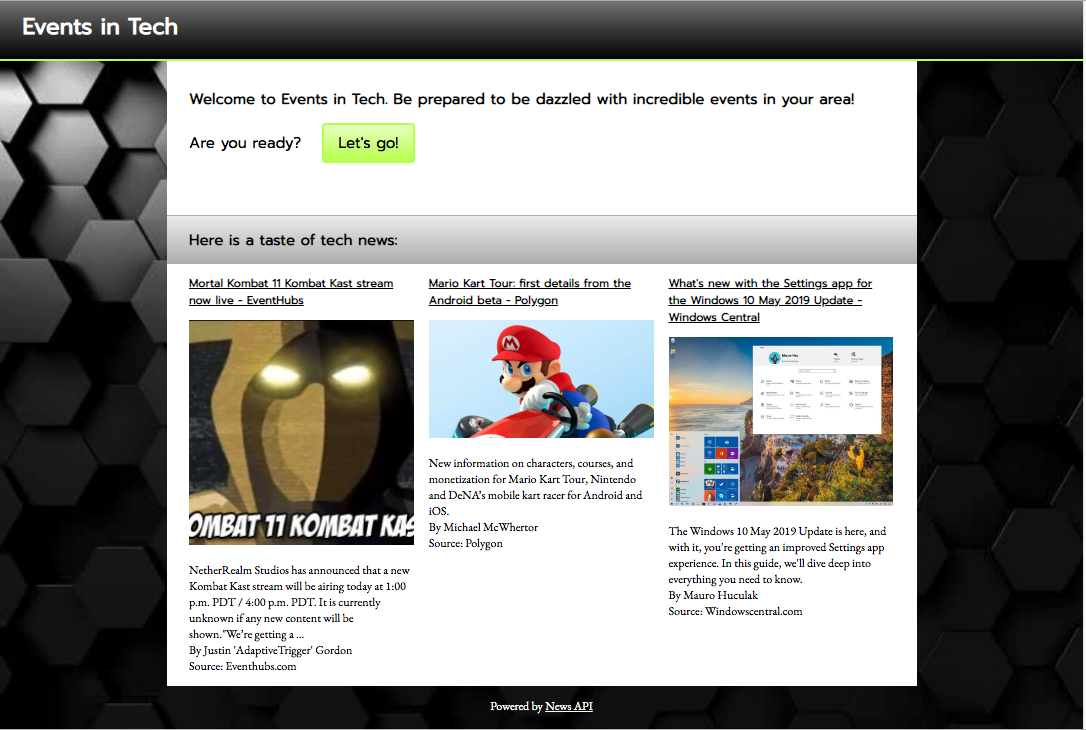 Events in Tech
Welcome to Events in Tech. Be prepared to be dazzled with incredible events in your area!
Are you ready?
Let's go!
Here is a taste of tech news:
Mortal Kombat 11 Kombat Kast stream
now live - EventHubs
OMBAT 11 KOMBAT KAS
NetherRealm Studios has announced that a new
Kombat Kast stream will be airing today at 1:00
p.m. PDT / 4:00 p.m. PDT. It is currently
unknown if any new content will be
shown."We're getting a ...
By Justin 'AdaptiveTrigger' Gordon
Source: Eventhubs.com
Mario Kart Tour: first details from the
Android beta - Polygon
M
New information on characters, courses, and
monetization for Mario Kart Tour, Nintendo
and DeNA's mobile kart racer for Android and
iOS.
By Michael McWhertor
Source: Polygon
What's new with the Settings app for
the Windows 10 May 2019 Update -
Windows Central
The Windows 10 May 2019 Update is here, and
with it, you're getting an improved Settings app
experience. In this guide, we'll dive deep into
everything you need to know.
By Mauro Huculak
Source: Windowscentral.com
Powered by News API